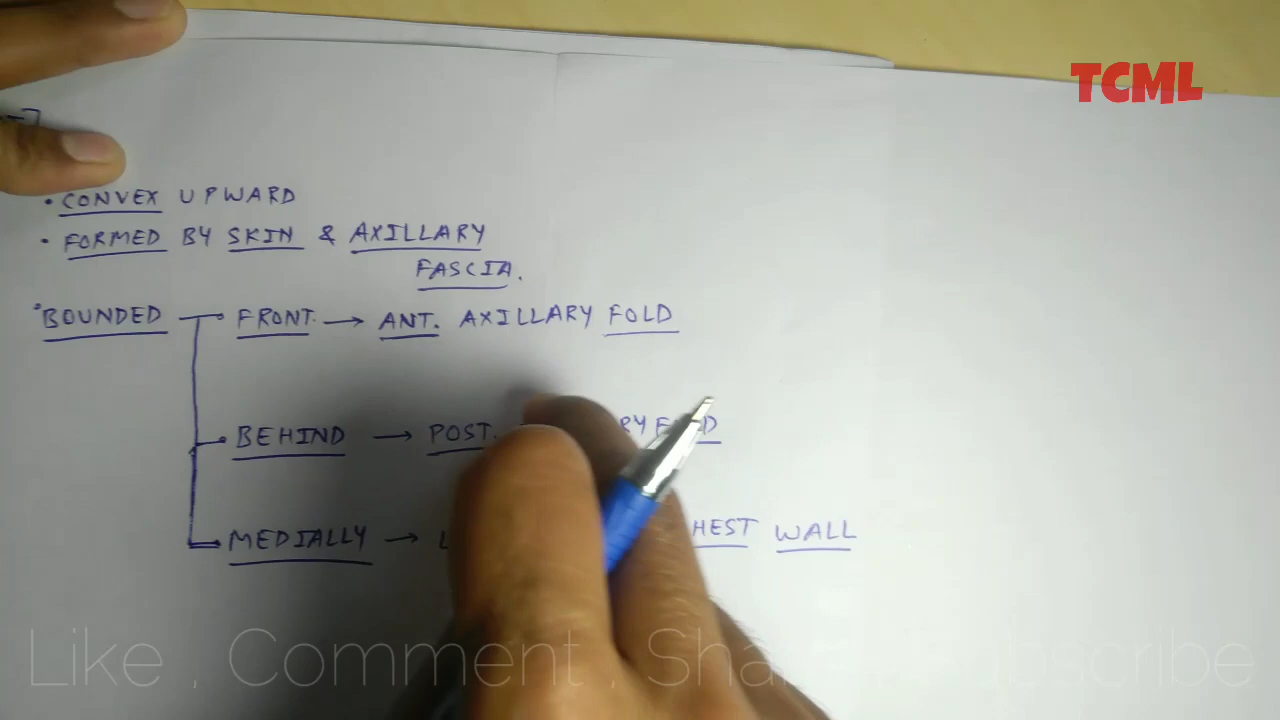 TCML
• CONVEX UPWARD
• FORMED BY SKIN & AXILLARY
FASCIA.
• BOUNDED FRONT. → ANT. AXILLARY FOLD
BEHIND → POST.
MEDIALLY → WALL
Like , Comment ,